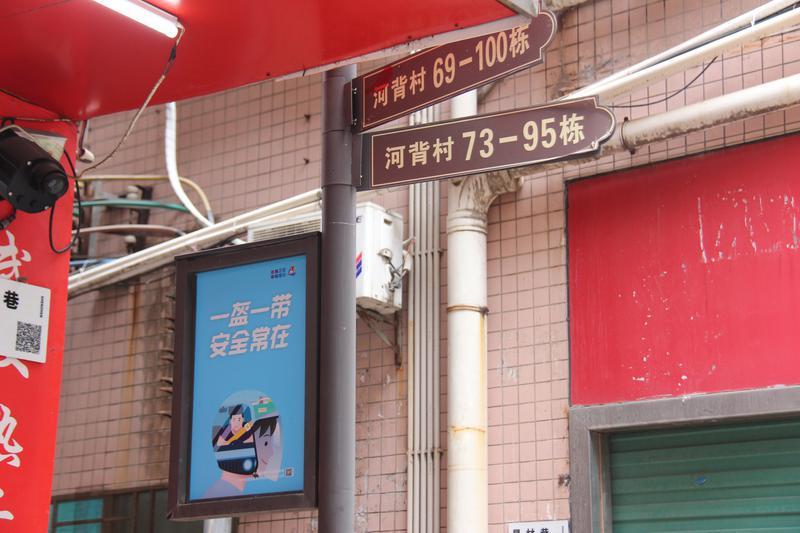 河背村 69-100栋
河背村 73-95栋
一盔一带
安全常在
巷
热